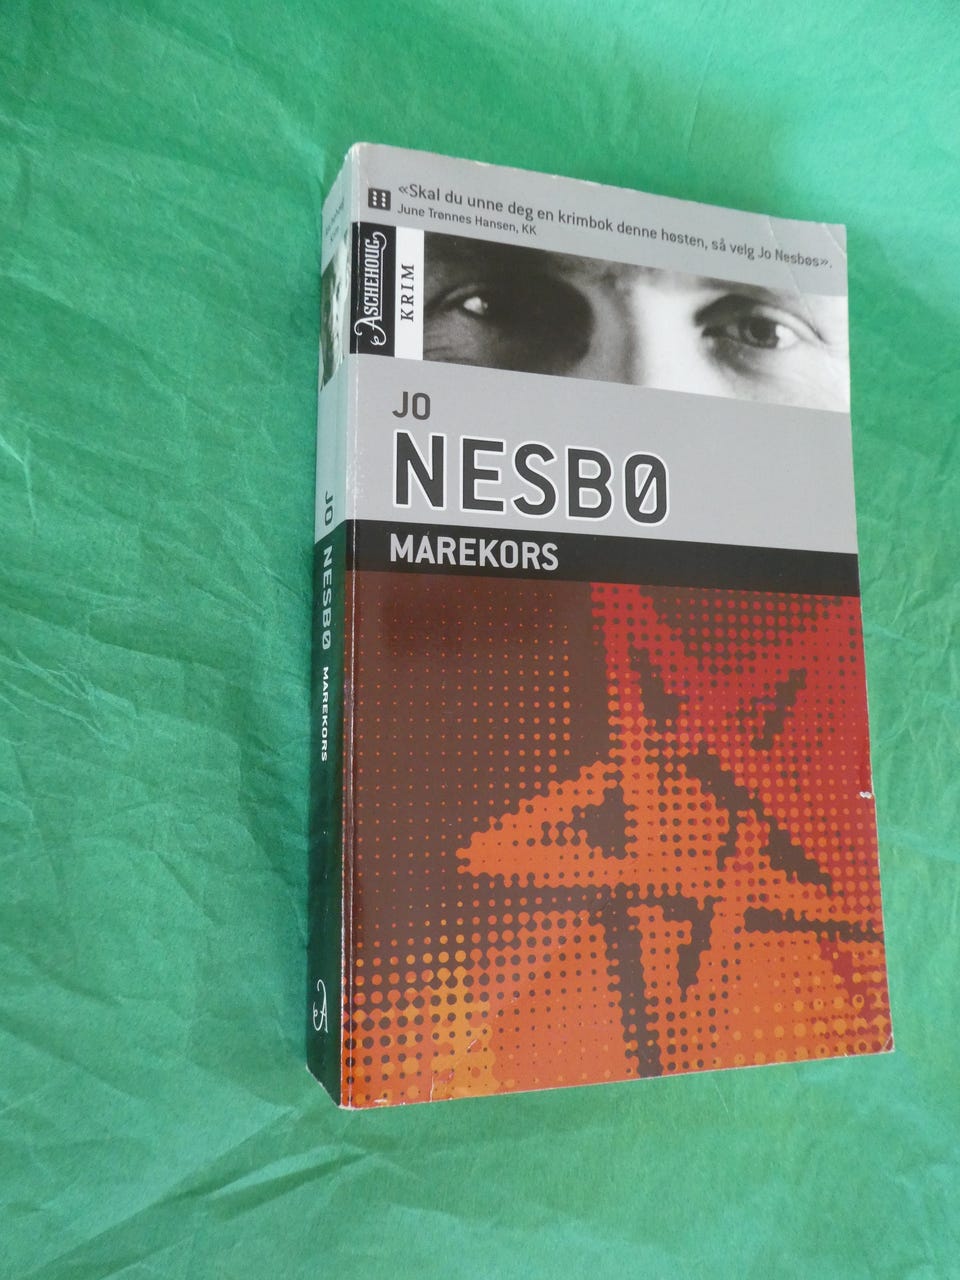 «Skal du unne deg en krimbok denne høsten, så velg Jo Nesbøs».
June Trønnes Hansen, KK
ASCHEHOUG
KRIM
JO
NESBØ
MAREKORS
JO NESBØ MAREKORS